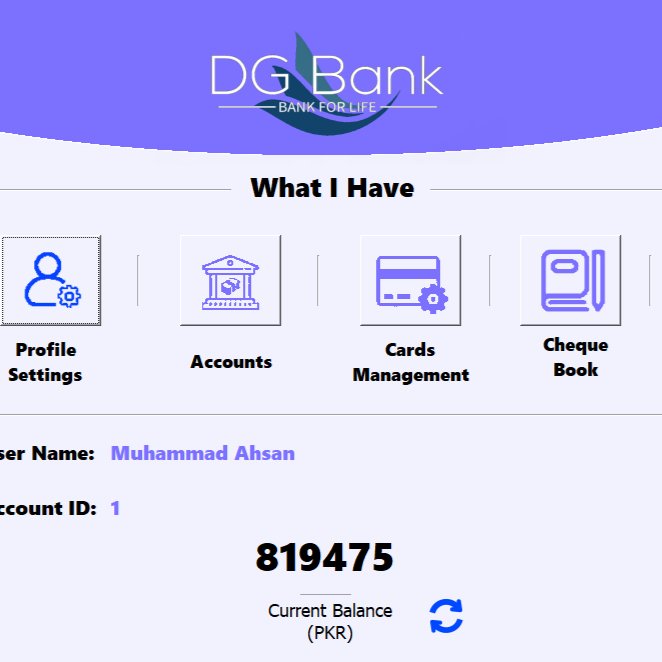 DG Bank
BANK FOR LIFE
What I Have
Profile
Settings
Accounts
Cards
Management
Cheque
Book
ser Name: Muhammad Ahsan
ccount ID: 1
819475
Current Balance
(PKR)